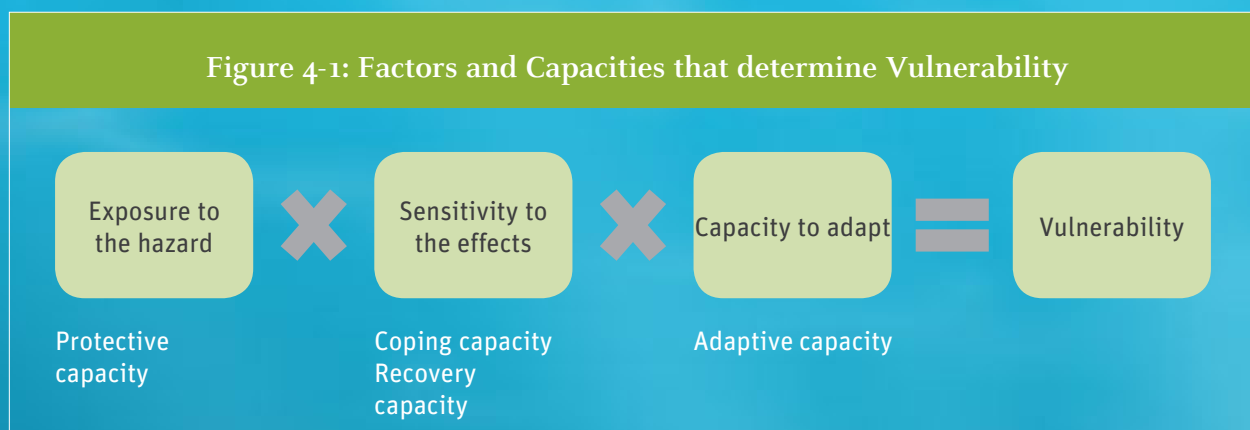 Figure 4-1: Factors and Capacities that determine Vulnerability
Exposure to
the hazard
Sensitivity to
the effects
Capacity to adapt
Vulnerability
Protective
capacity
Coping capacity
Recovery
capacity
Adaptive capacity